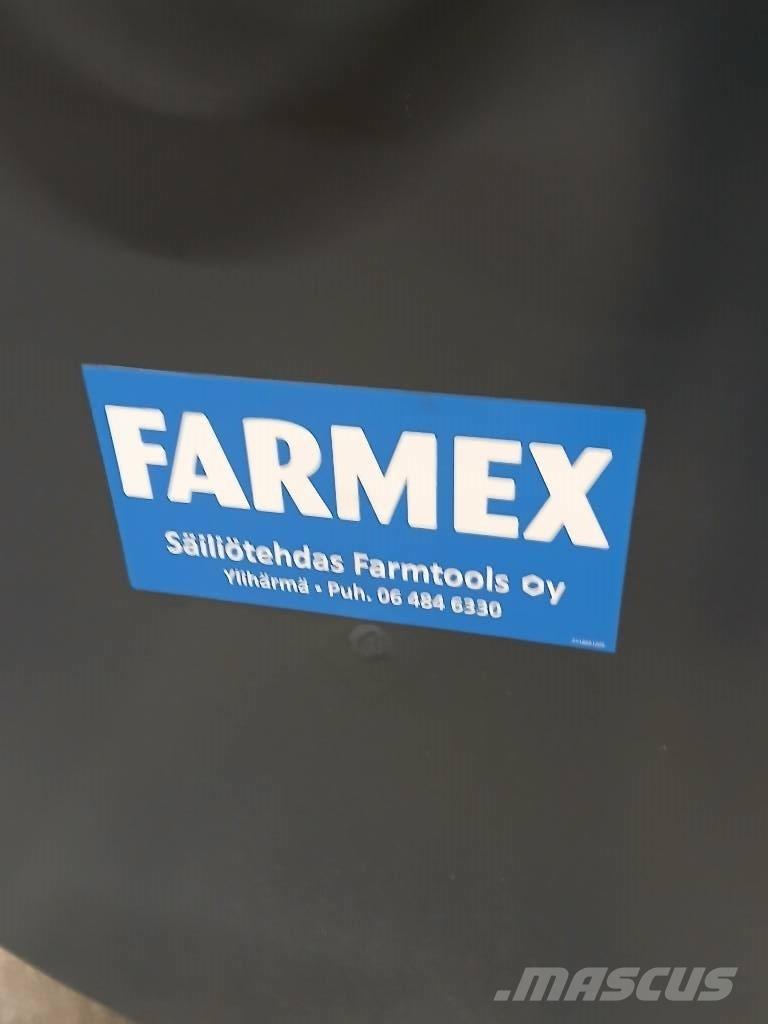 FARMEX
Säiliötehdas Farmtools oy
Ylihärmä • Puh. 06 484 6330
.MASCUS